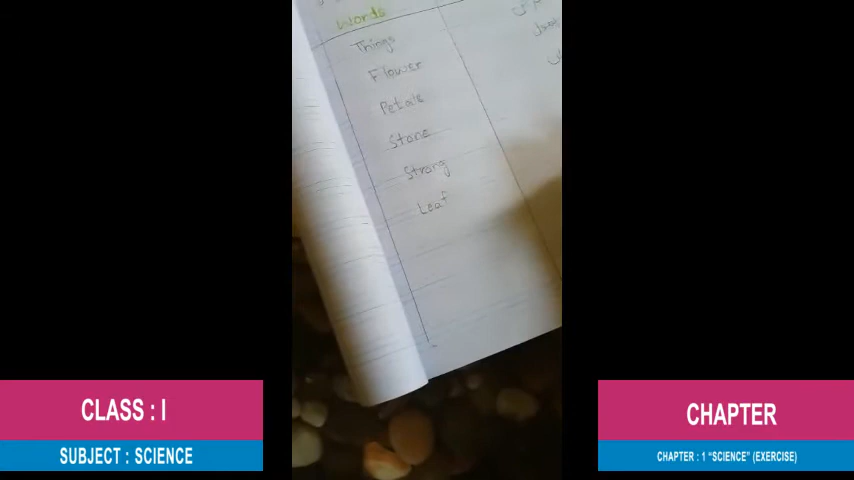 Words
Things
Flower
Petals
Stone
Strong
Leaf
CLASS : I
SUBJECT : SCIENCE
CHAPTER
CHAPTER : 1 "SCIENCE" (EXERCISE)